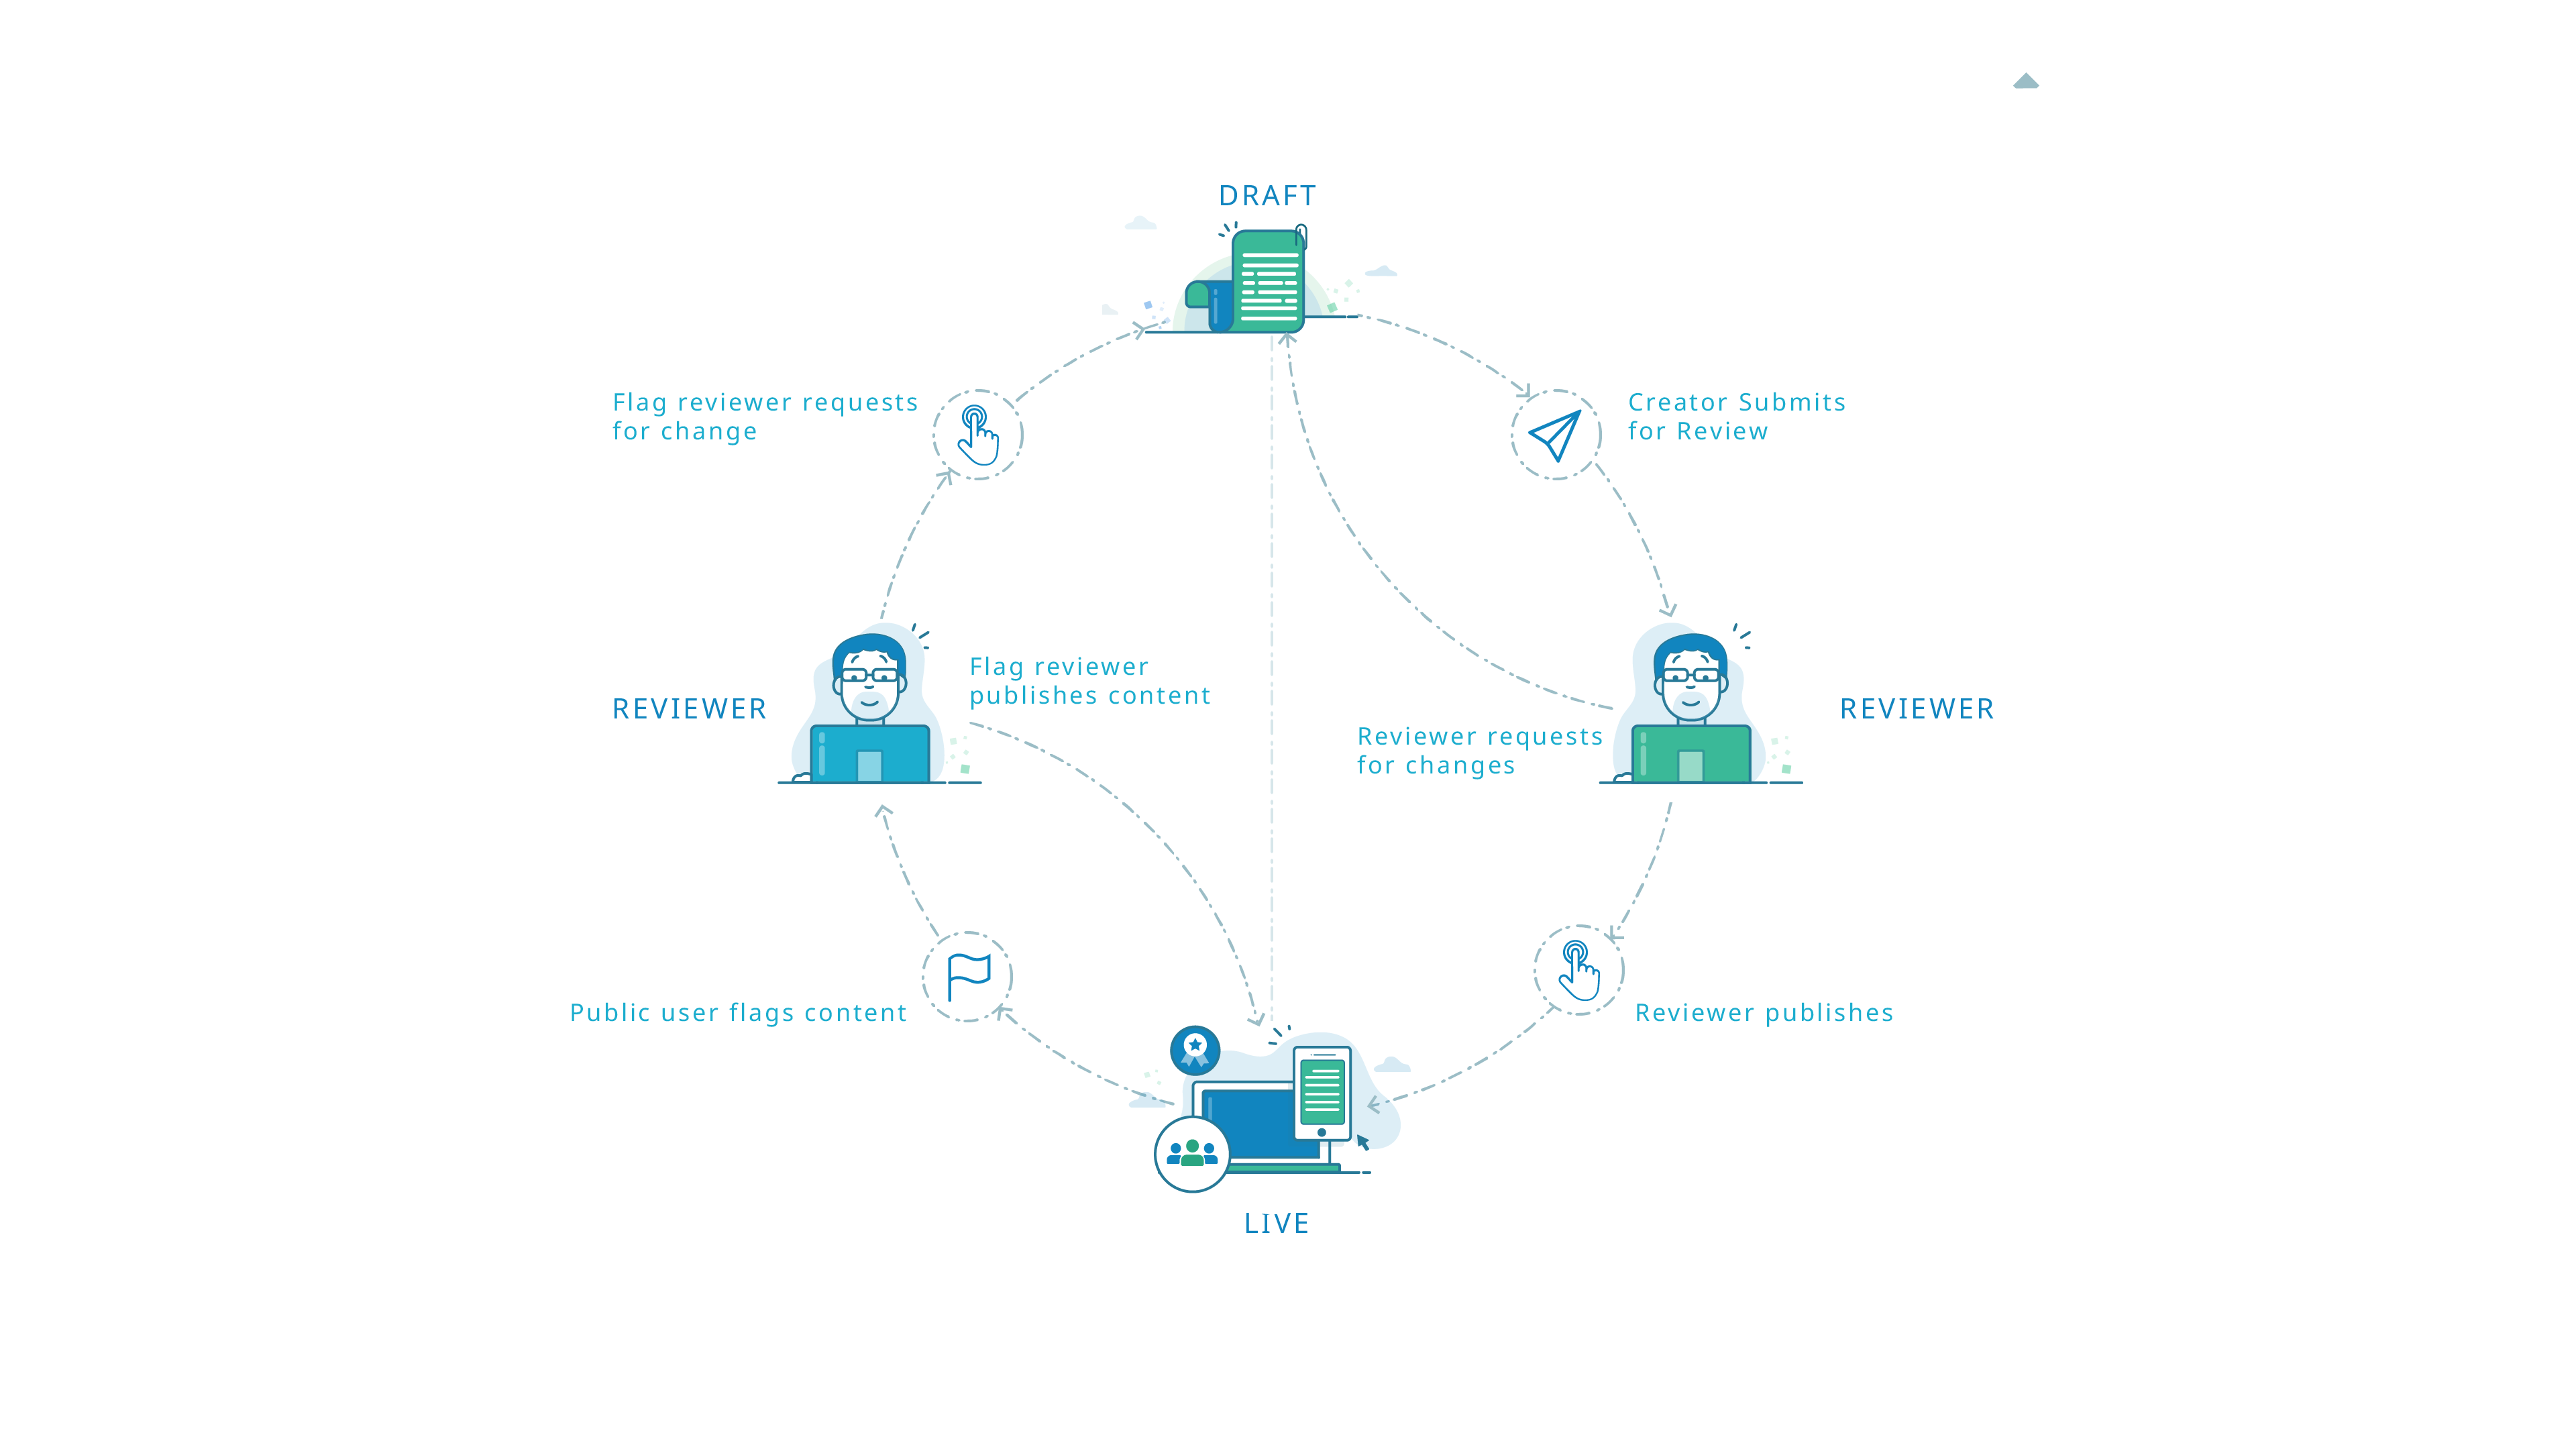 DRAFT
Flag reviewer requests
for change
Creator Submits
for Review
Flag reviewer
publishes content
REVIEWER
REVIEWER
Reviewer requests
for changes
Public user flags content
Reviewer publishes
LIVE